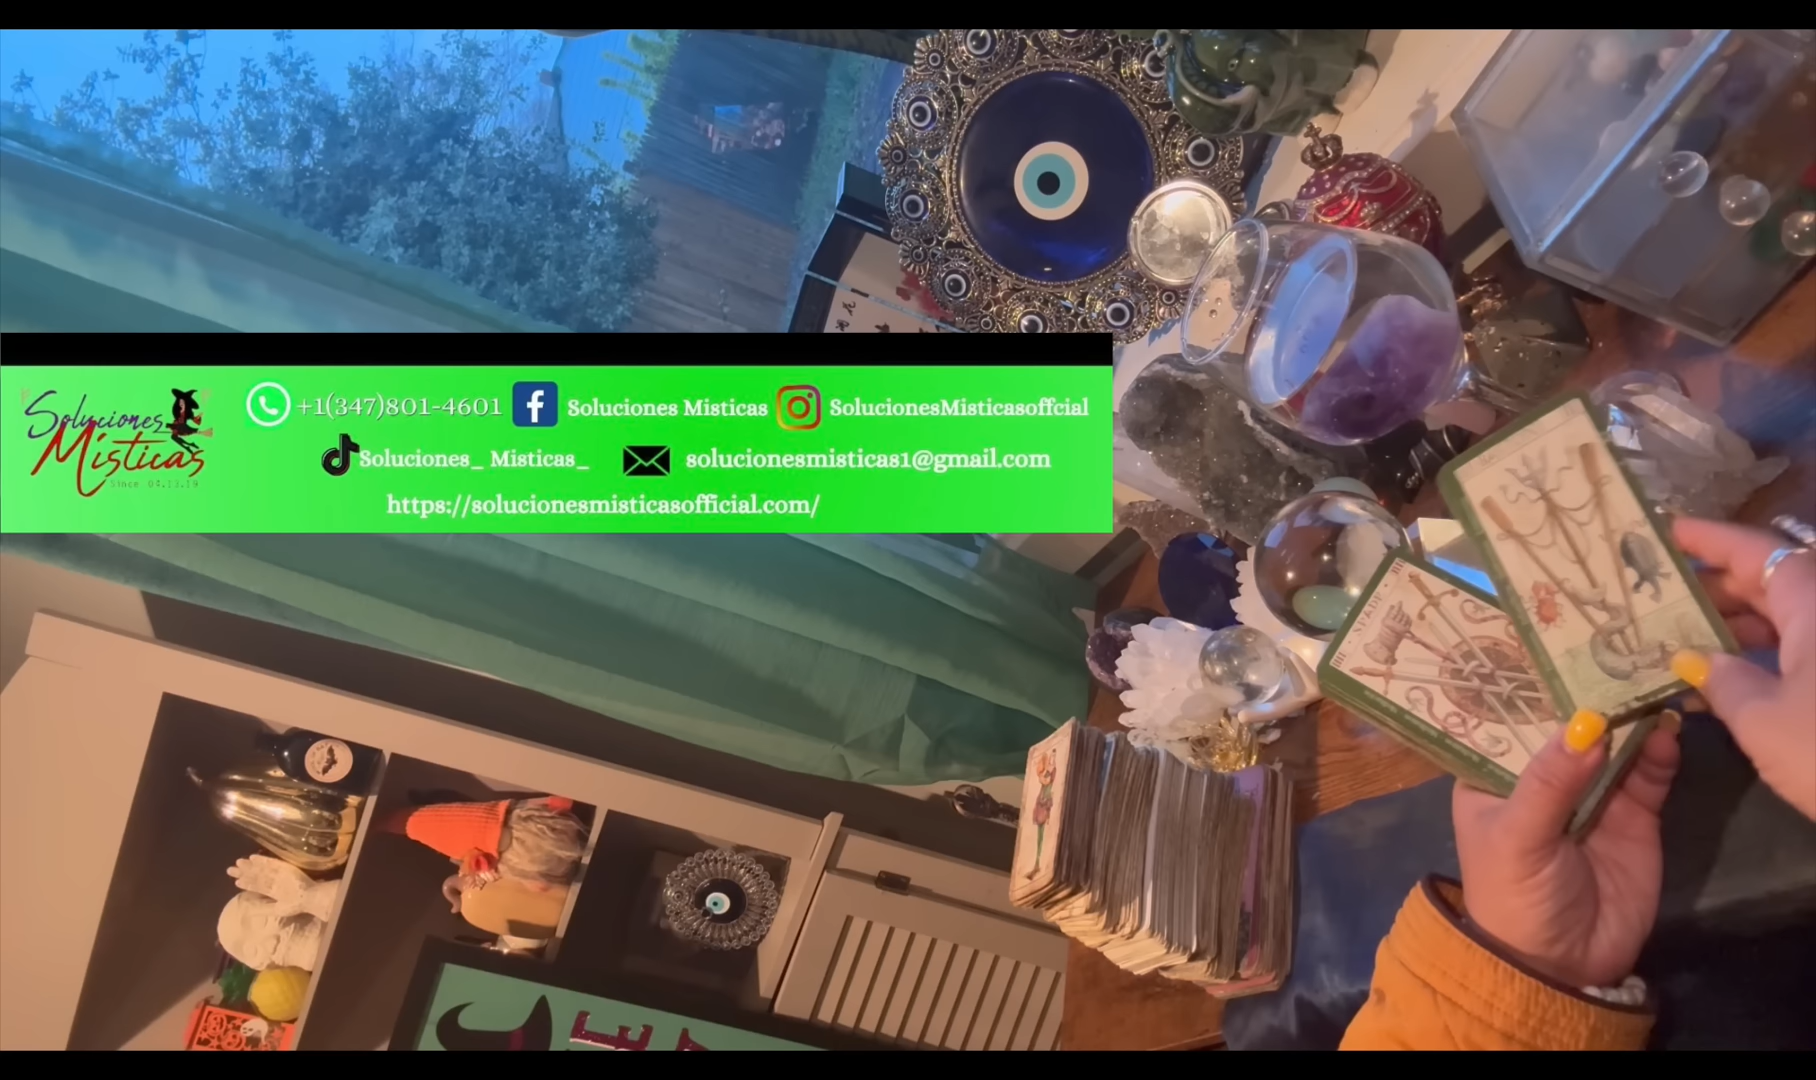 Soluciones
Misticas
Since 04.13.19
+1(347)801-4601
Soluciones Misticas
SolucionesMisticasoffcial
Soluciones_ Misticas_
solucionesmisticas1@gmail.com
https://solucionesmisticasofficial.com/
SPADE